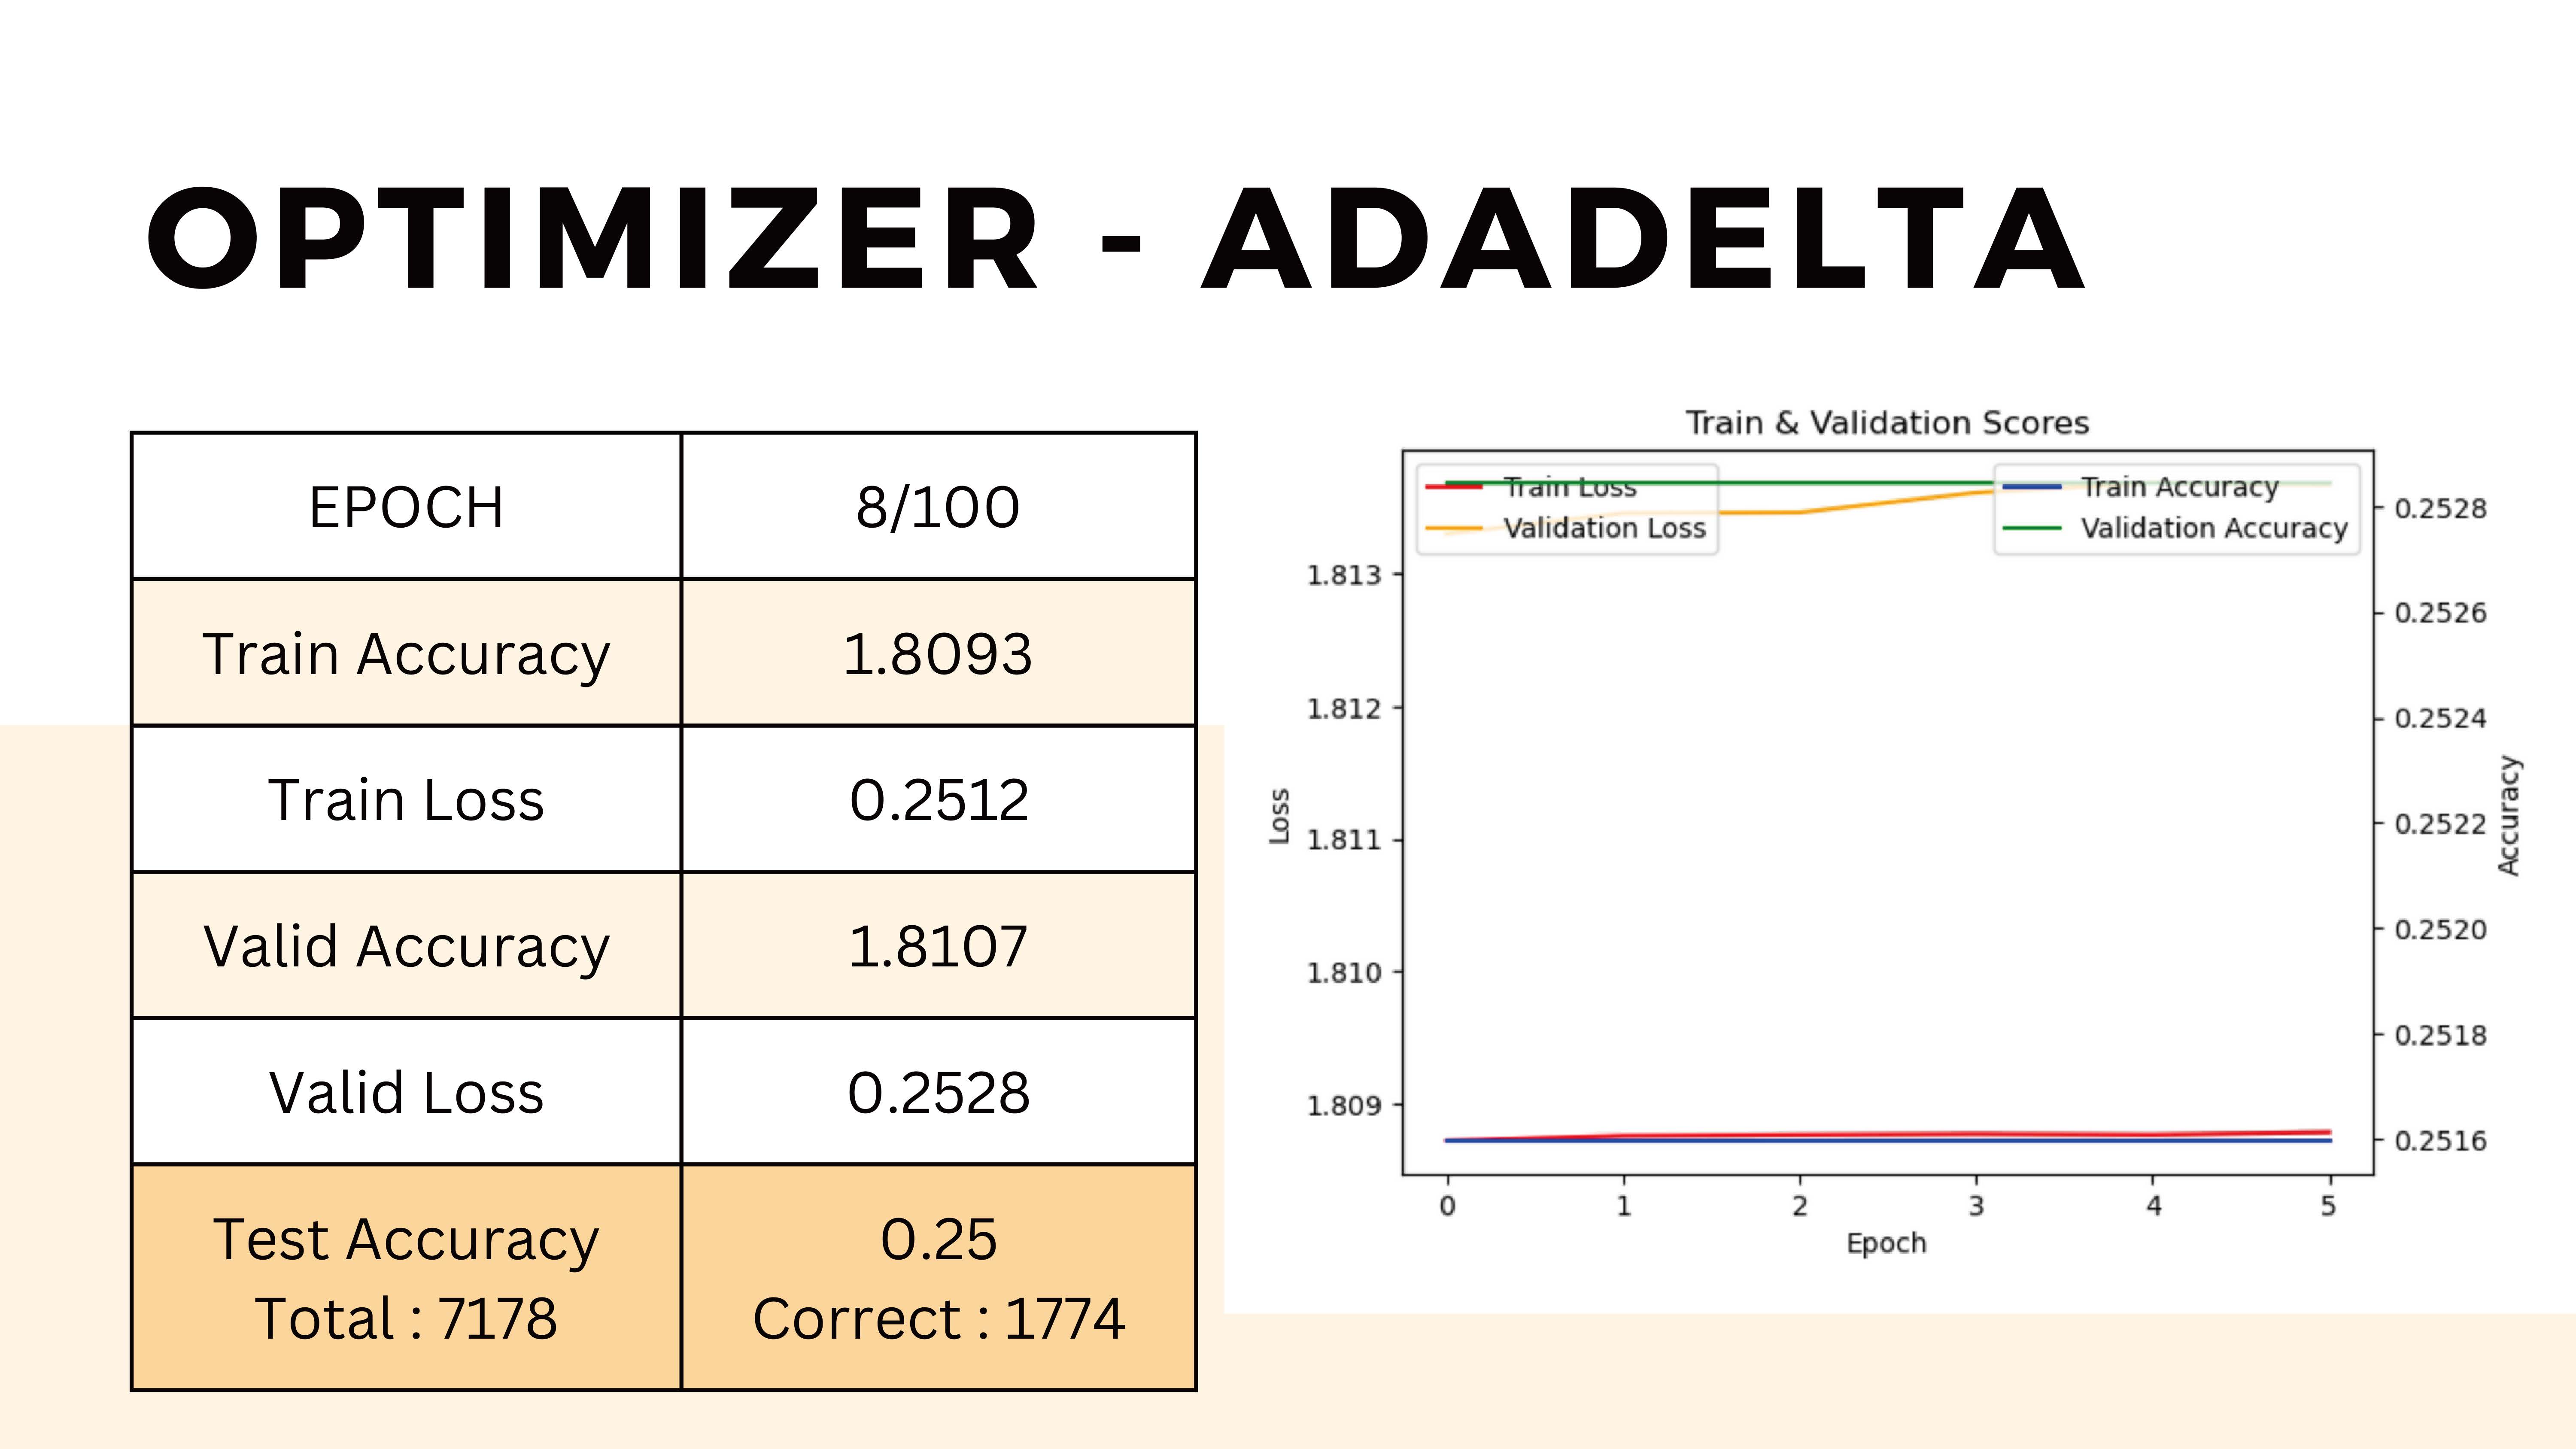 OPTIMIZER - ADADELTA
EPOCH 8/100
Train Accuracy 1.8093
Train Loss 0.2512
Valid Accuracy 1.8107
Valid Loss 0.2528
Test Accuracy 0.25
Total : 7178 Correct : 1774
Train & Validation Scores
Train Loss
Validation Loss
Train Accuracy
Validation Accuracy
1.813
1.812
1.811
1.810
1.809
Loss
0.2528
0.2526
0.2524
0.2522
0.2520
0.2518
0.2516
Accuracy
0 1 2 3 4 5
Epoch